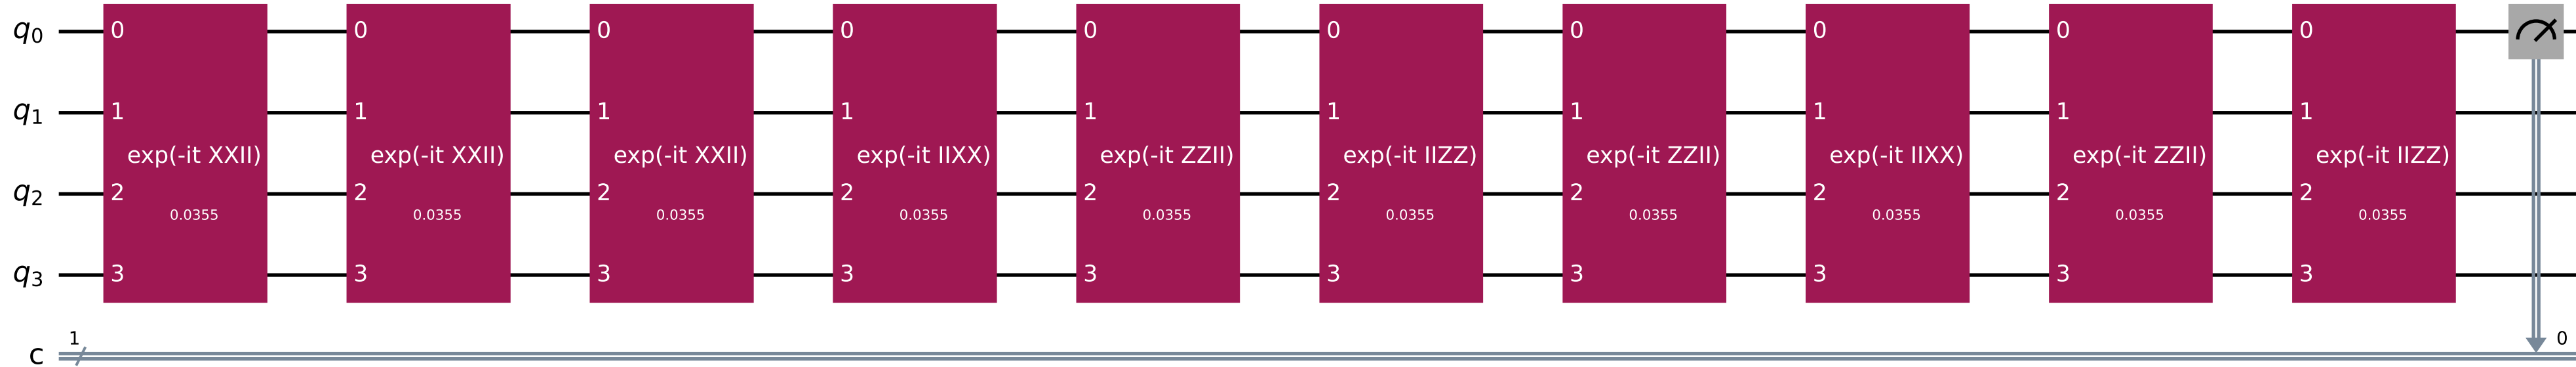 q0 0 0 0 0 0 0 0 0 0 0
q1 1 1 1 1 1 1 1 1 1 1
exp(-it XXII) exp(-it XXII) exp(-it XXII) exp(-it IIXX) exp(-it ZZII) exp(-it IIZZ) exp(-it ZZII) exp(-it IIXX) exp(-it ZZII) exp(-it IIZZ)
q2 2 2 2 2 2 2 2 2 2 2
0.0355 0.0355 0.0355 0.0355 0.0355 0.0355 0.0355 0.0355 0.0355 0.0355
q3 3 3 3 3 3 3 3 3 3 3
1 0
c